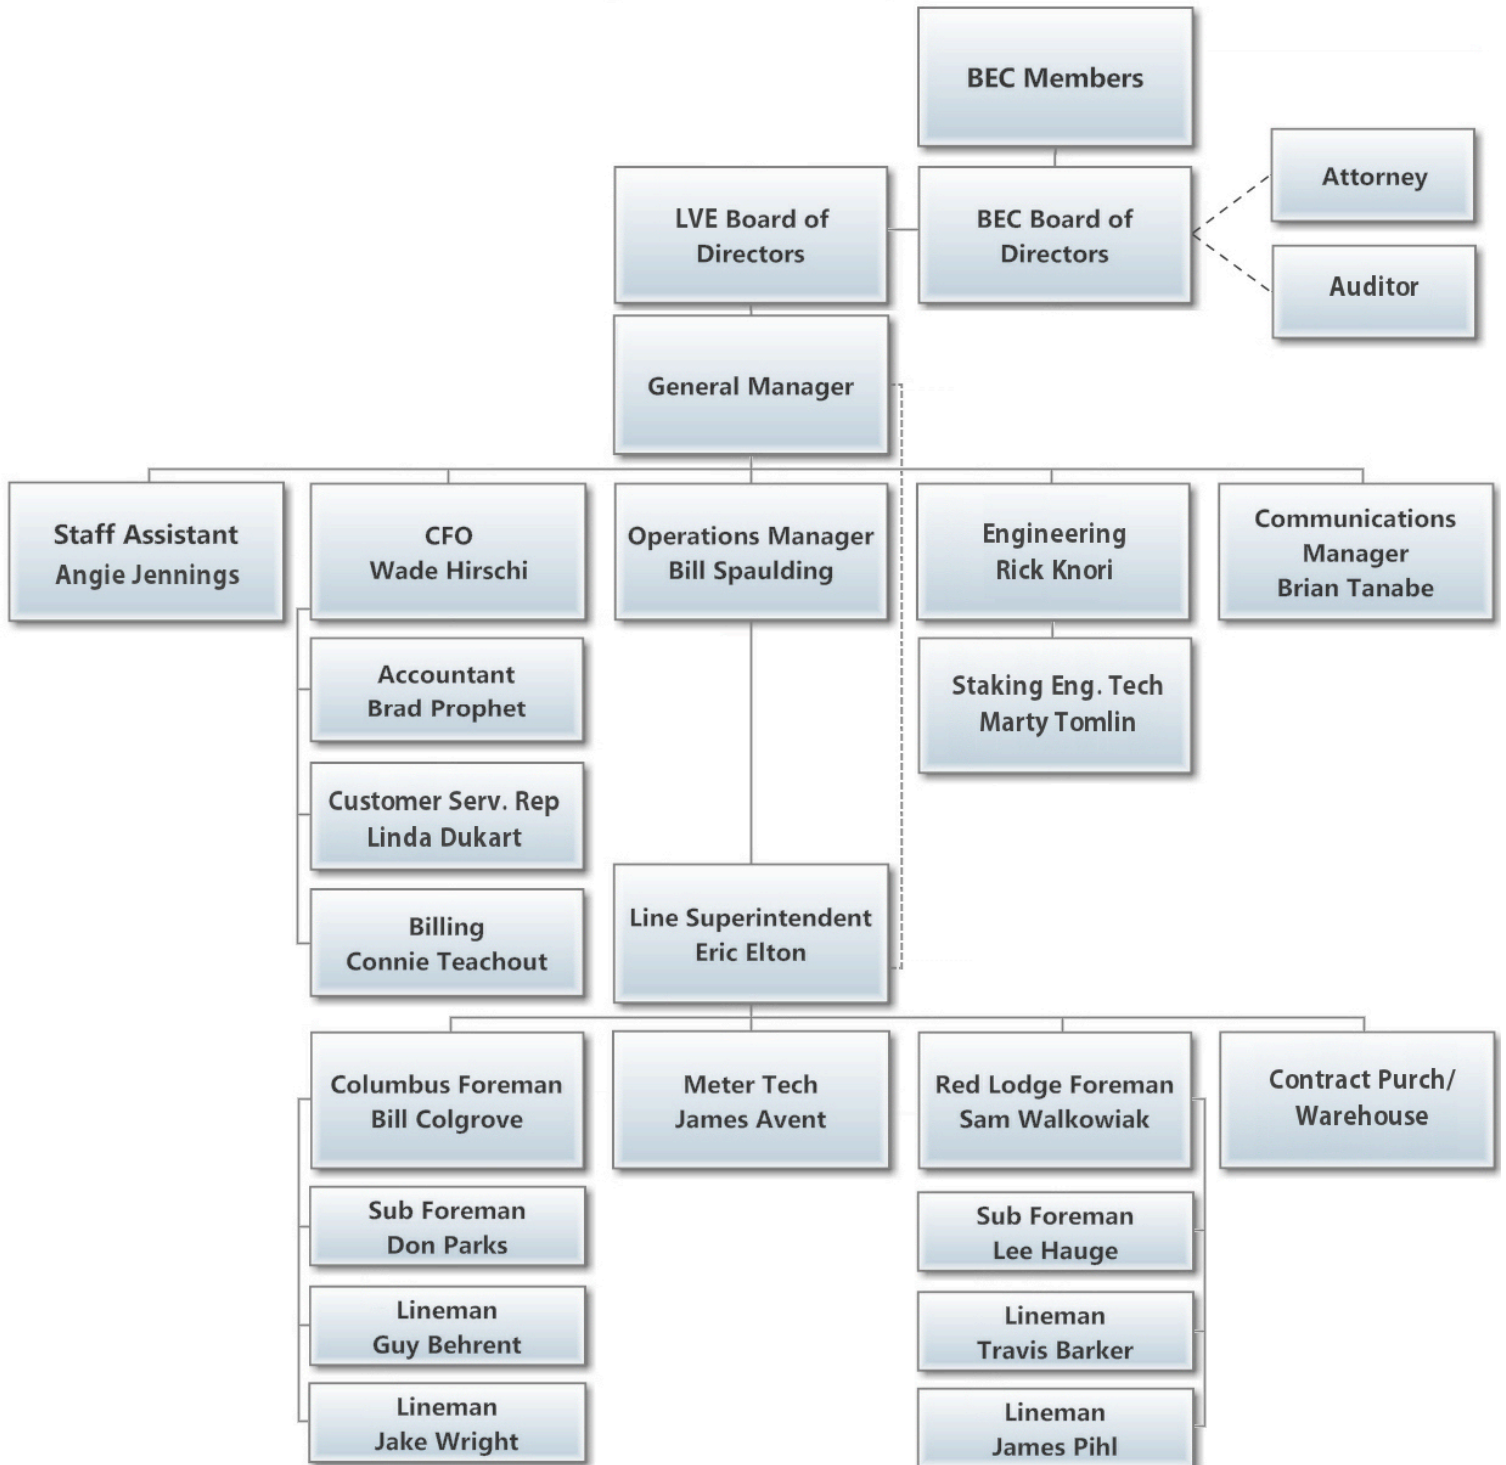 BEC Members
Attorney
LVE Board of
Directors
BEC Board of
Directors
Auditor
General Manager
Staff Assistant
Angie Jennings
CFO
Wade Hirschi
Operations Manager
Bill Spaulding
Engineering
Rick Knori
Communications
Manager
Brian Tanabe
Accountant
Brad Prophet
Staking Eng. Tech
Marty Tomlin
Customer Serv. Rep
Linda Dukart
Billing
Connie Teachout
Line Superintendent
Eric Elton
Columbus Foreman
Bill Colgrove
Meter Tech
James Avent
Red Lodge Foreman
Sam Walkowiak
Contract Purch/
Warehouse
Sub Foreman
Don Parks
Sub Foreman
Lee Hauge
Lineman
Guy Behrent
Lineman
Travis Barker
Lineman
Jake Wright
Lineman
James Pihl